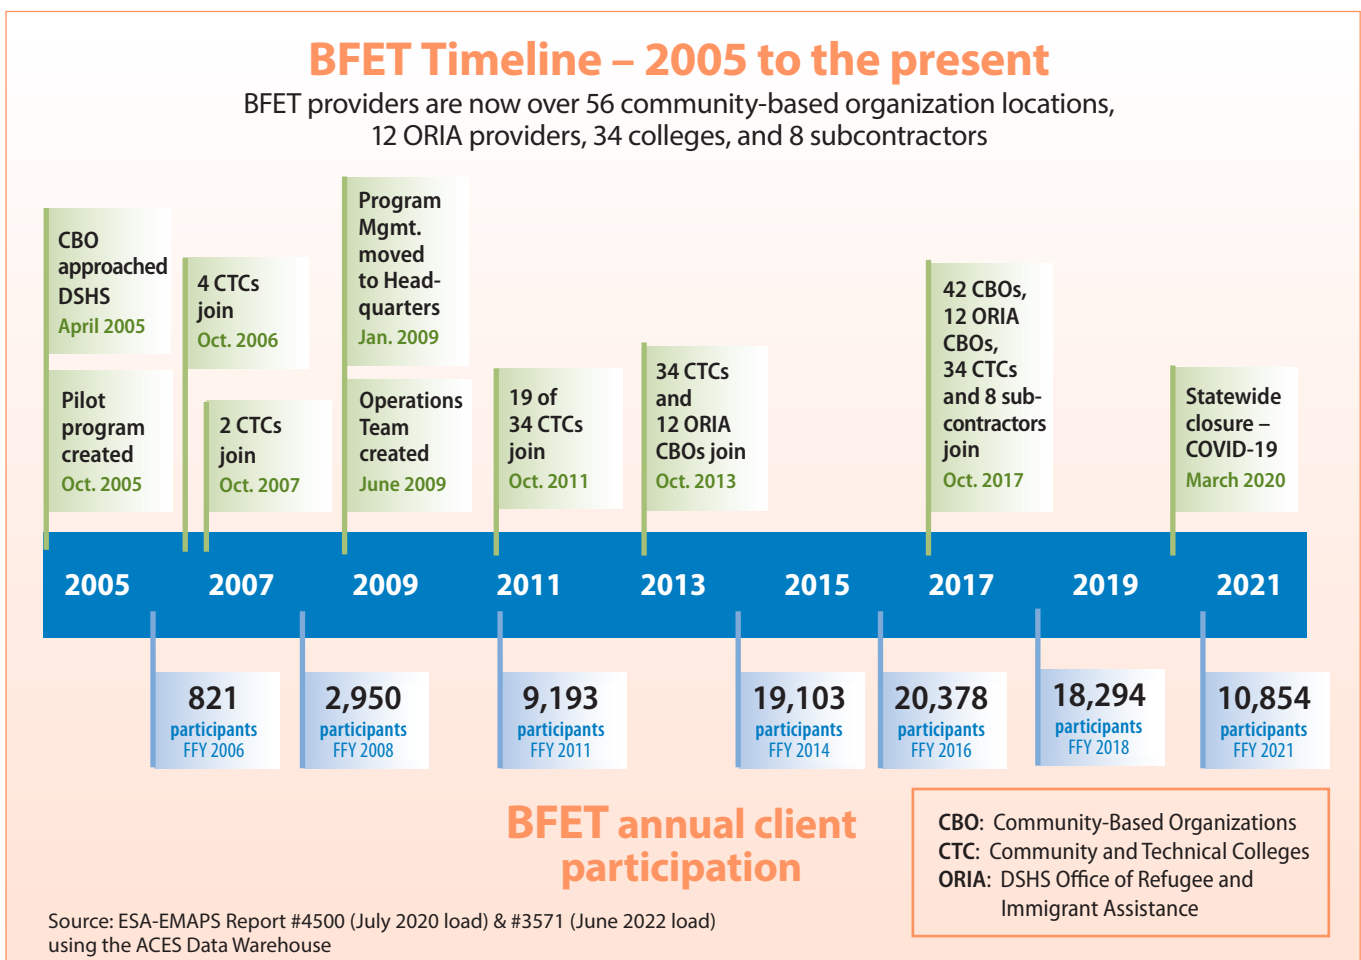 BFET Timeline – 2005 to the present
BFET providers are now over 56 community-based organization locations,
12 ORIA providers, 34 colleges, and 8 subcontractors
CBO
approached
DSHS
April 2005
Pilot
program
created
Oct. 2005
4 CTCs
join
Oct. 2006
2 CTCs
join
Oct. 2007
Program
Mgmt.
moved
to Head-
quarters
Jan. 2009
Operations
Team
created
June 2009
19 of
34 CTCs
join
Oct. 2011
34 CTCs
and
12 ORIA
CBOs join
Oct. 2013
42 CBOs,
12 ORIA
CBOs,
34 CTCs
and 8 sub-
contractors
join
Oct. 2017
Statewide
closure –
COVID-19
March 2020
2005 2007 2009 2011 2013 2015 2017 2019 2021
821
participants
FFY 2006
2,950
participants
FFY 2008
9,193
participants
FFY 2011
19,103
participants
FFY 2014
20,378
participants
FFY 2016
18,294
participants
FFY 2018
10,854
participants
FFY 2021
BFET annual client
participation
CBO: Community-Based Organizations
CTC: Community and Technical Colleges
ORIA: DSHS Office of Refugee and
Immigrant Assistance
Source: ESA-EMAPS Report #4500 (July 2020 load) & #3571 (June 2022 load)
using the ACES Data Warehouse